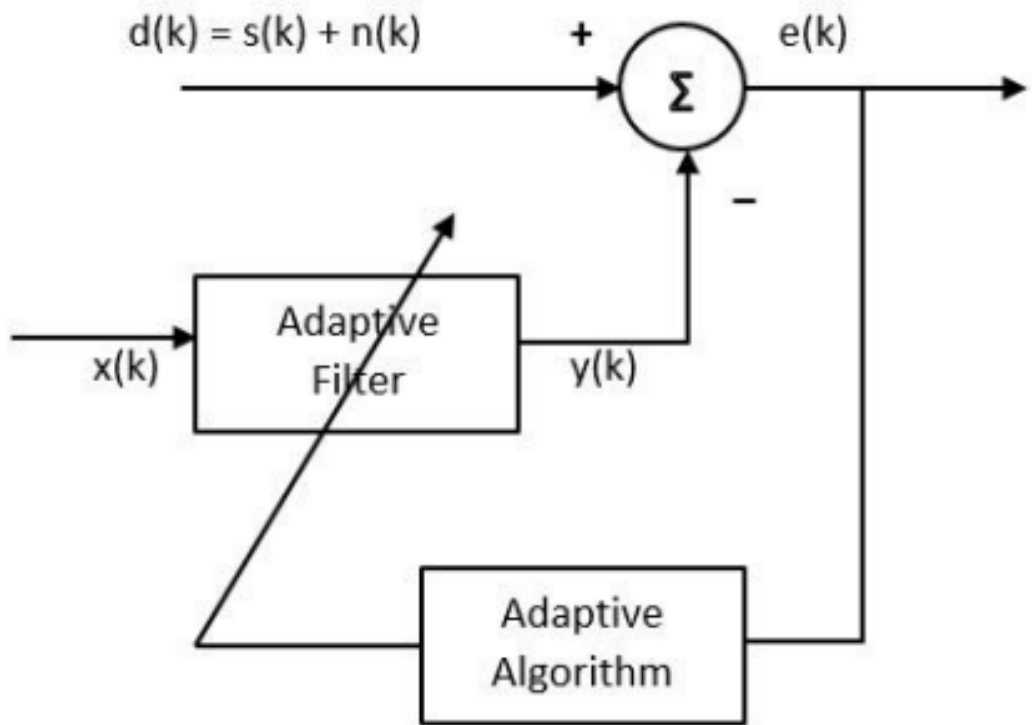 d(k) = s(k) + n(k)
+
e(k)
Σ
−
Adaptive
Filter
x(k)
y(k)
Adaptive
Algorithm